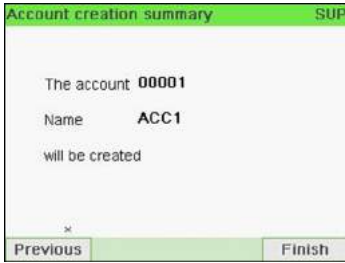 Account creation summary SUP
The account 00001
Name ACC1
will be created
×
Previous Finish